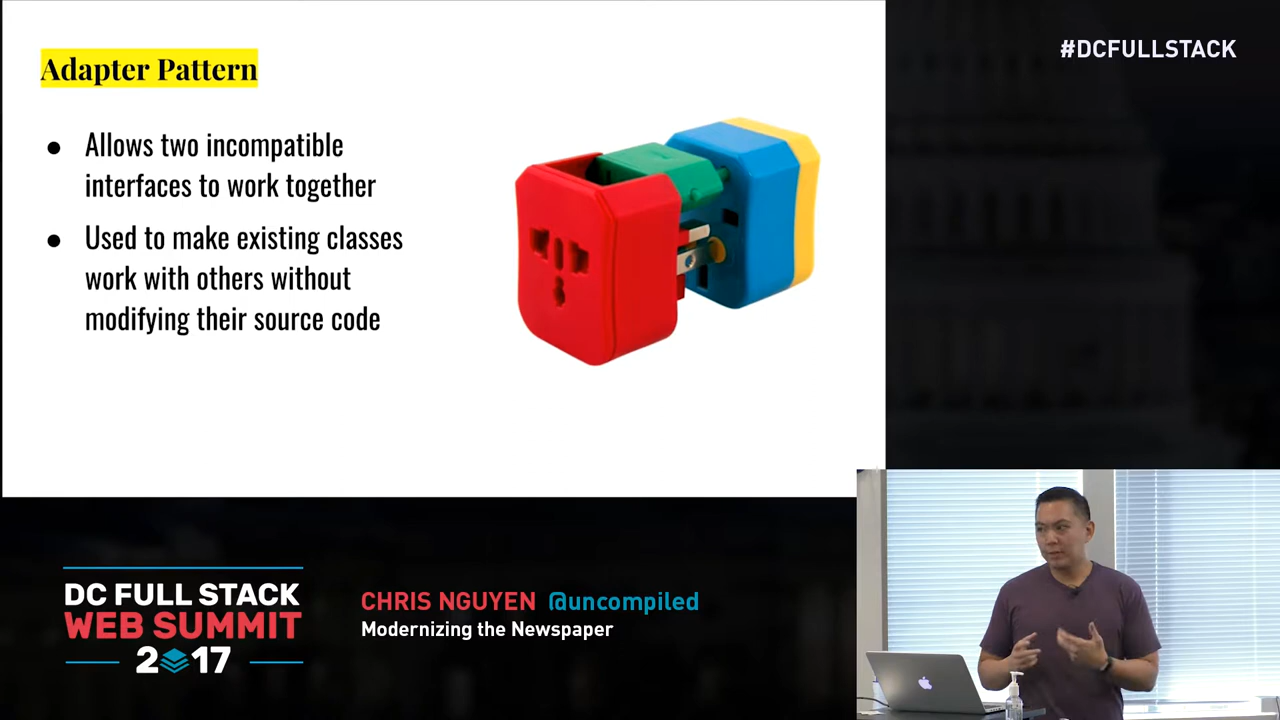 Adapter Pattern
● Allows two incompatible
interfaces to work together
● Used to make existing classes
work with others without
modifying their source code
#DCFULLSTACK
DC FULL STACK
WEB SUMMIT
2017
CHRIS NGUYEN @uncompiled
Modernizing the Newspaper